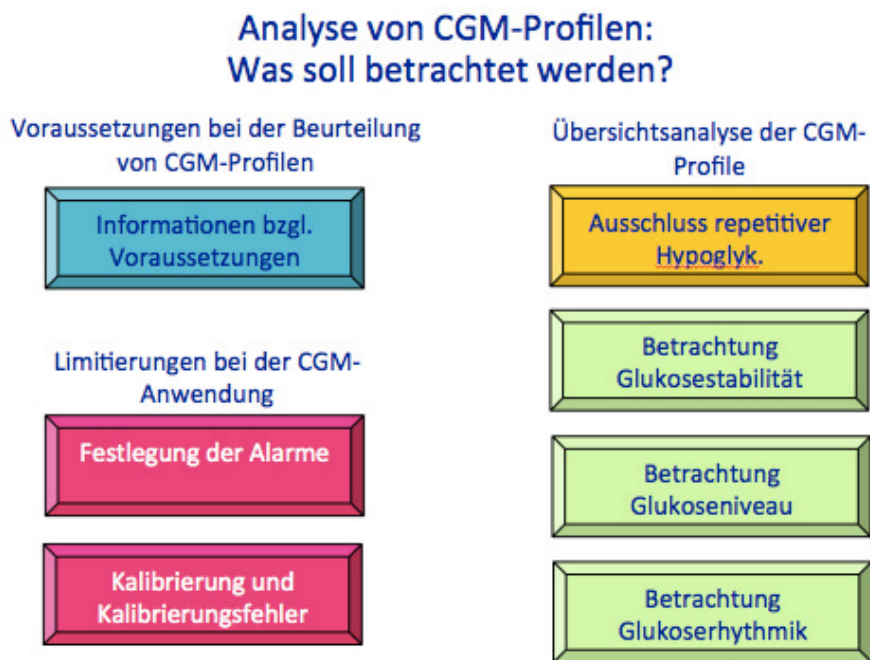 Analyse von CGM-Profilen:
Was soll betrachtet werden?
Voraussetzungen bei der Beurteilung
von CGM-Profilen
Informationen bzgl.
Voraussetzungen
Limitierungen bei der CGM-
Anwendung
Festlegung der Alarme
Kalibrierung und
Kalibrierungsfehler
Übersichtsanalyse der CGM-
Profile
Ausschluss repetitiver
Hypoglyk.
Betrachtung
Glukosestabilität
Betrachtung
Glukoseniveau
Betrachtung
Glukoserhythmik